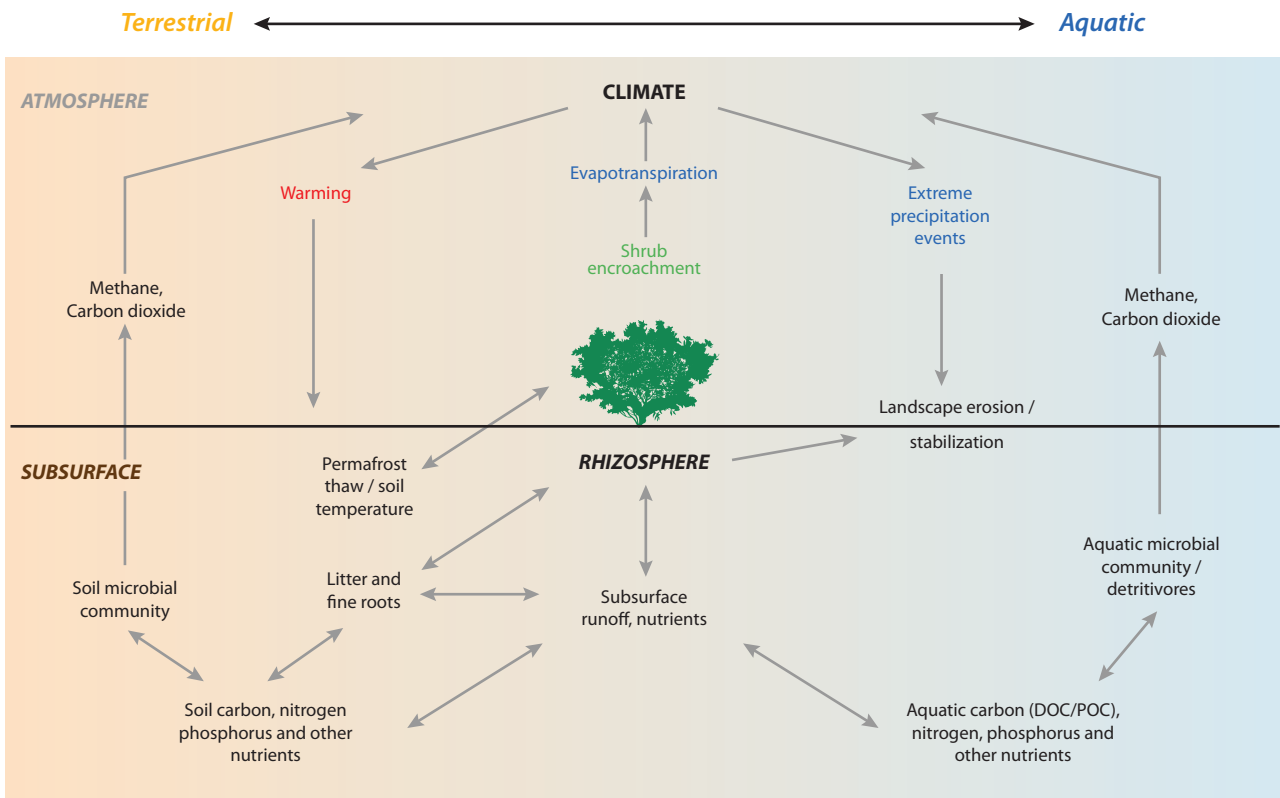 Terrestrial
Aquatic
ATMOSPHERE
CLIMATE
Warming
Evapotranspiration
Extreme
precipitation
events
Shrub
encroachment
Methane,
Carbon dioxide
Methane,
Carbon dioxide
Landscape erosion /
stabilization
SUBSURFACE
Permafrost
thaw / soil
temperature
RHIZOSPHERE
Soil microbial
community
Litter and
fine roots
Subsurface
runoff, nutrients
Aquatic microbial
community /
detritivores
Soil carbon, nitrogen
phosphorus and other
nutrients
Aquatic carbon (DOC/POC),
nitrogen, phosphorus and
other nutrients